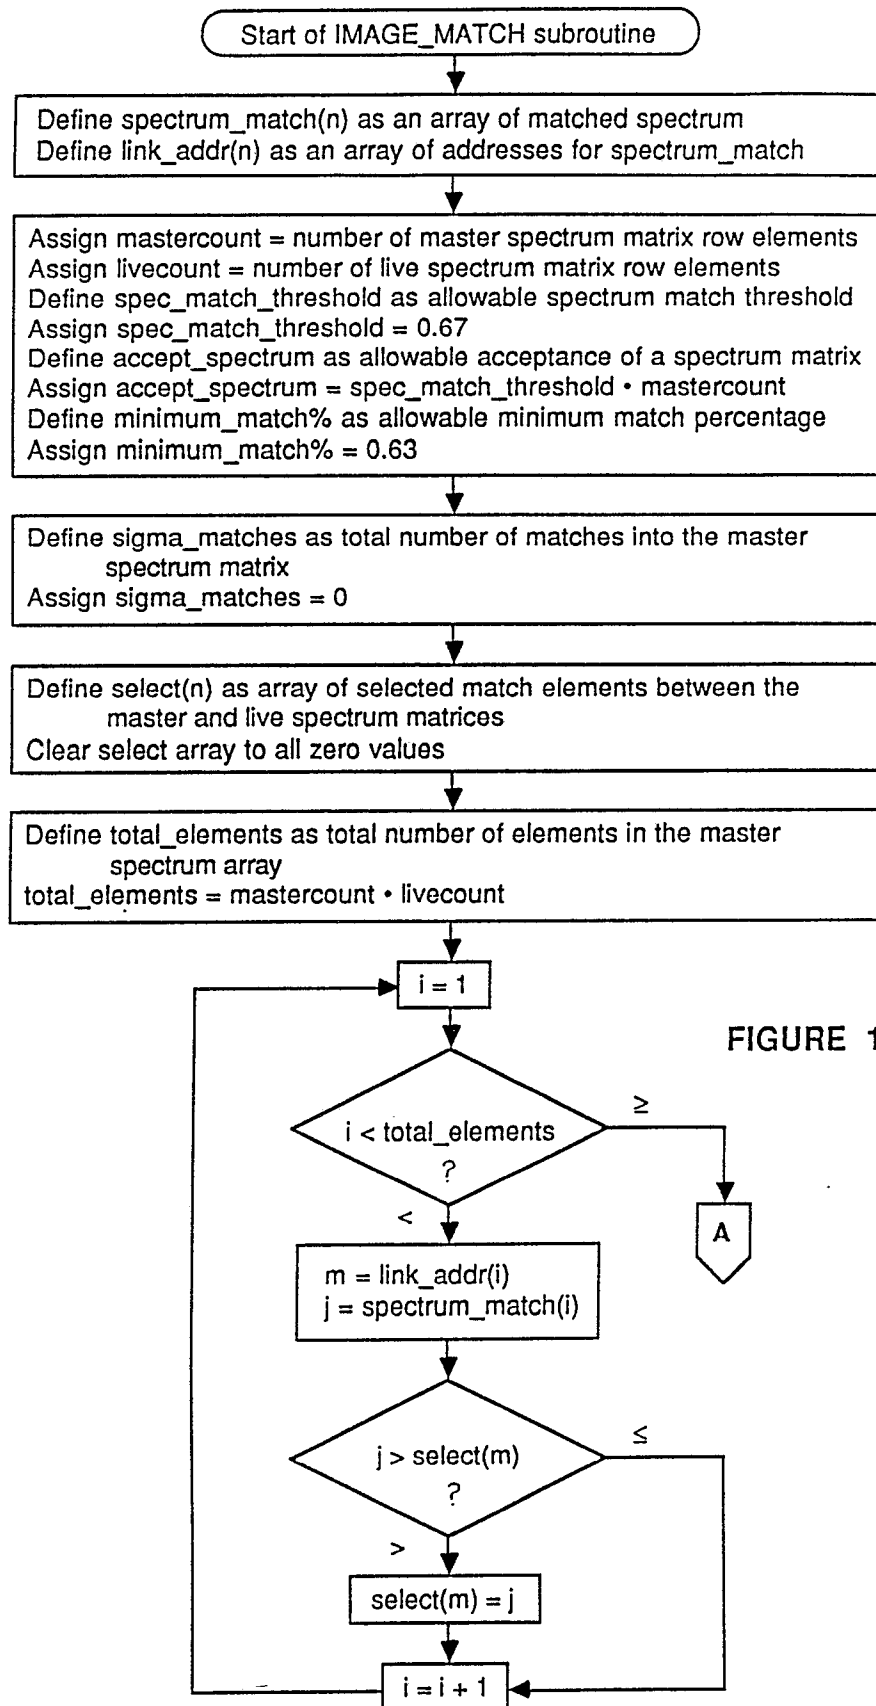 Start of IMAGE_MATCH subroutine
Define spectrum_match(n) as an array of matched spectrum
Define link_addr(n) as an array of addresses for spectrum_match
Assign mastercount = number of master spectrum matrix row elements
Assign livecount = number of live spectrum matrix row elements
Define spec_match_threshold as allowable spectrum match threshold
Assign spec_match_threshold = 0.67
Define accept_spectrum as allowable acceptance of a spectrum matrix
Assign accept_spectrum = spec_match_threshold • mastercount
Define minimum_match% as allowable minimum match percentage
Assign minimum_match% = 0.63
Define sigma_matches as total number of matches into the master
spectrum matrix
Assign sigma_matches = 0
Define select(n) as array of selected match elements between the
master and live spectrum matrices
Clear select array to all zero values
Define total_elements as total number of elements in the master
spectrum array
total_elements = mastercount • livecount
i = 1
FIGURE 1
i < total_elements
?
≥
<
A
m = link_addr(i)
j = spectrum_match(i)
j > select(m)
?
≤
>
select(m) = j
i = i + 1